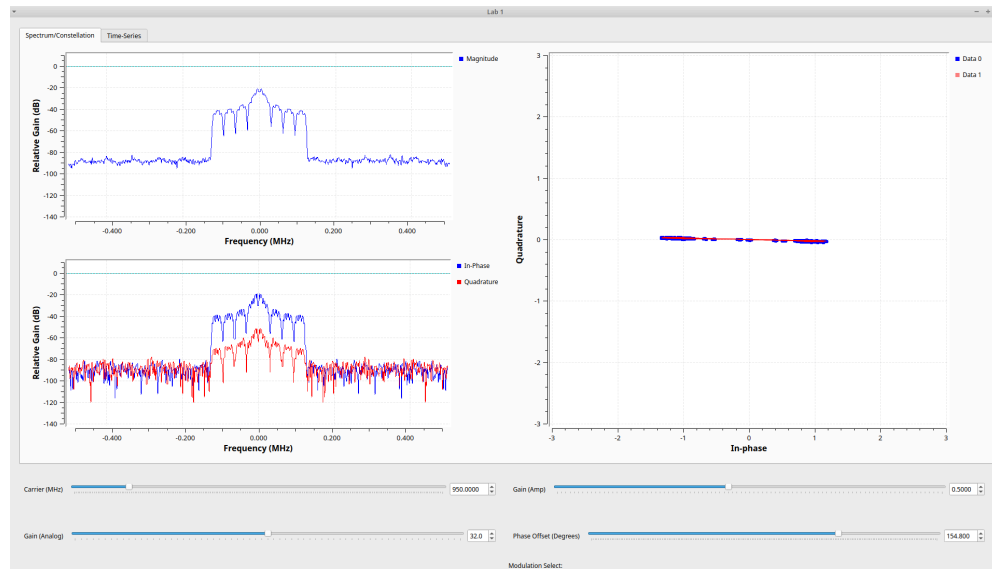 Lab 1
Spectrum/Constellation Time-Series
Relative Gain (dB)
0
-20
-40
-60
-80
-100
-120
-140
-0.400 -0.200 0.000 0.200 0.400
Frequency (MHz)
Magnitude
Relative Gain (dB)
0
-20
-40
-60
-80
-100
-120
-140
-0.400 -0.200 0.000 0.200 0.400
Frequency (MHz)
In-Phase
Quadrature
Quadrature
3
2
1
0
-1
-2
-3
-3 -2 -1 0 1 2 3
In-phase
Data 0
Data 1
Carrier (MHz) 950.0000 Gain (Amp) 0.5000
Gain (Analog) 32.0 Phase Offset (Degrees) 154.800
Modulation Select: